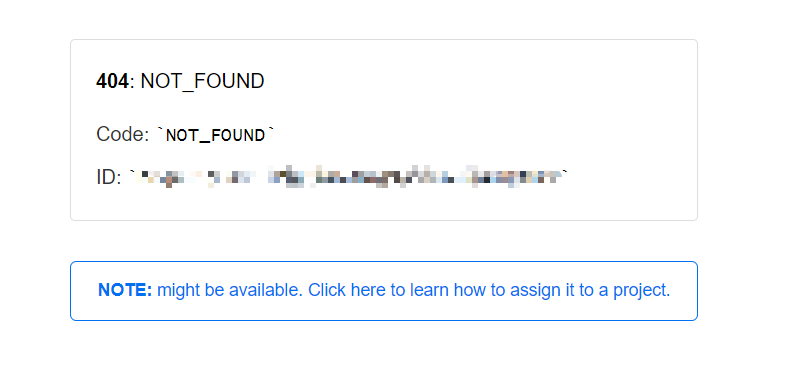 404: NOT_FOUND
Code: `NOT_FOUND`
ID: ` `
NOTE: might be available. Click here to learn how to assign it to a project.